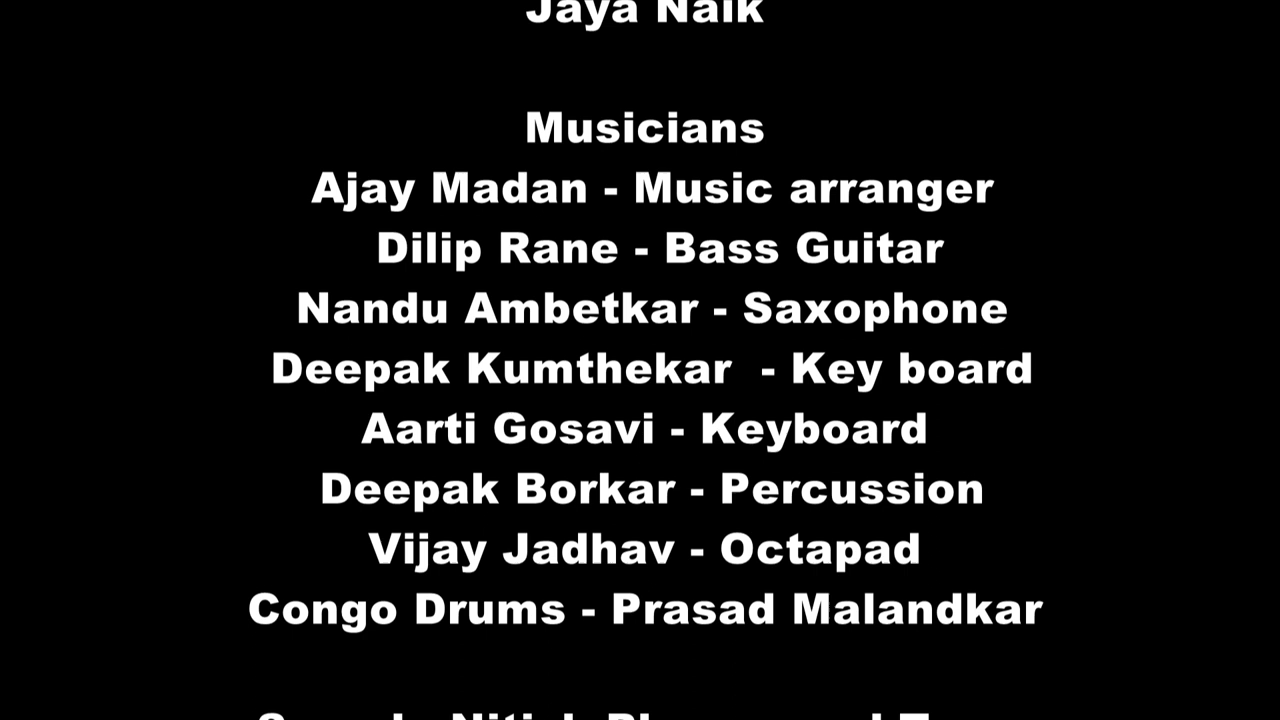 Jaya Naik
Musicians
Ajay Madan - Music arranger
Dilip Rane - Bass Guitar
Nandu Ambetkar - Saxophone
Deepak Kumthekar  - Key board
Aarti Gosavi - Keyboard
Deepak Borkar - Percussion
Vijay Jadhav - Octapad
Congo Drums - Prasad Malandkar